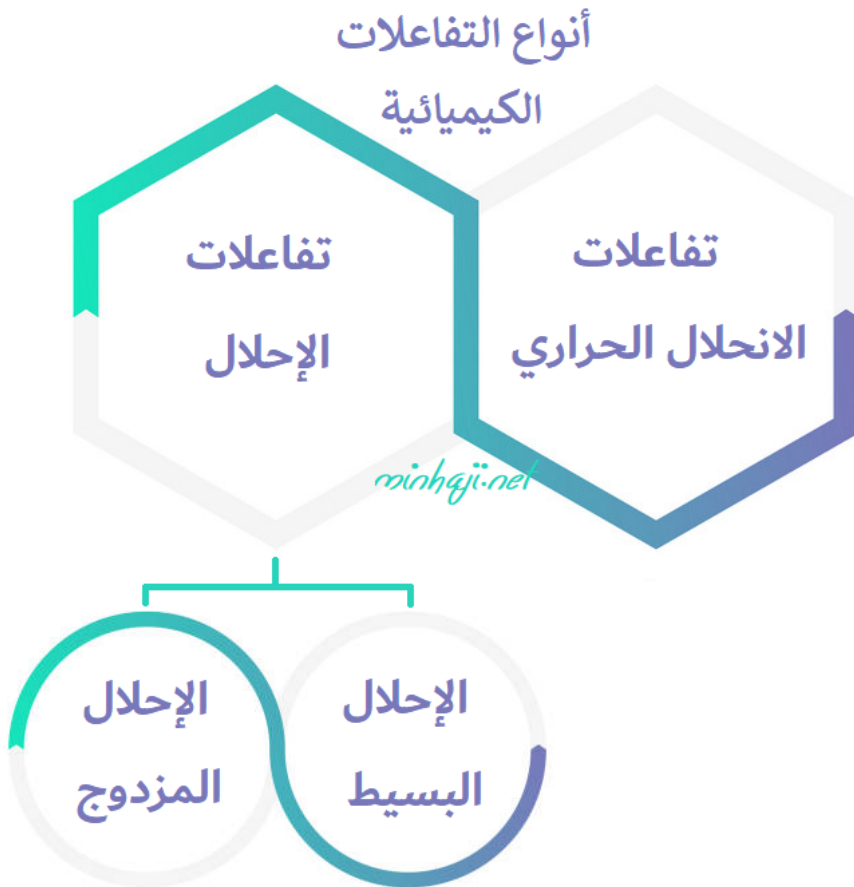 أنواع التفاعلات
الكيميائية
تفاعلات
الانحلال الحراري
تفاعلات
الإحلال
minhaji.net
الإحلال
البسيط
الإحلال
المزدوج